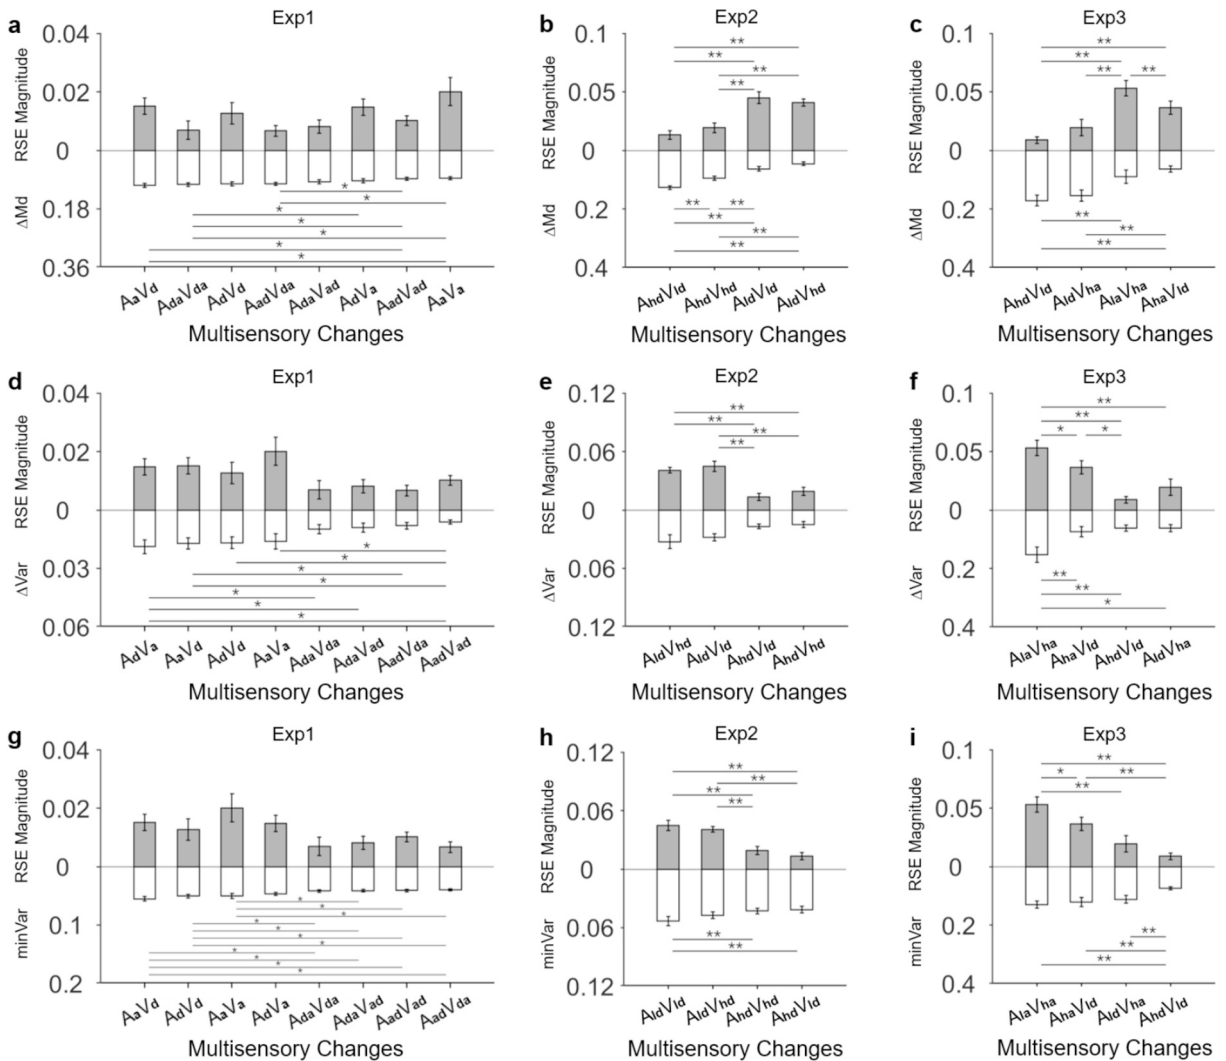 a
Exp1
0.04
0.02
0
0.18
0.36
RSE Magnitude
ΔMd
* * * * * *
AaVd AdaVda AdVd AadVda AdaVad AdVa AadVad AaVa
Multisensory Changes
b
Exp2
0.1
0.05
0
0.2
0.4
RSE Magnitude
ΔMd
** ** ** **
** ** ** ** **
AhdVld AhdVhd AldVld AldVhd
Multisensory Changes
c
Exp3
0.1
0.05
0
0.2
0.4
RSE Magnitude
ΔMd
** ** ** **
** ** **
AhdVld AldVha AlaVha AhaVld
Multisensory Changes
d
Exp1
0.04
0.02
0
0.03
0.06
RSE Magnitude
ΔVar
* * * * * * *
AdVa AaVd AdVd AaVa AdaVda AdaVad AadVda AadVad
Multisensory Changes
e
Exp2
0.12
0.06
0
0.06
0.12
RSE Magnitude
ΔVar
** ** ** **
AldVhd AldVld AhdVld AhdVhd
Multisensory Changes
f
Exp3
0.1
0.05
0
0.2
0.4
RSE Magnitude
ΔVar
** ** * *
** ** *
AlaVha AhaVld AhdVld AldVha
Multisensory Changes
g
Exp1
0.04
0.02
0
0.1
0.2
RSE Magnitude
minVar
* * * * * * * * * * *
AaVd AdVd AaVa AdVa AdaVda AdaVad AadVad AadVda
Multisensory Changes
h
Exp2
0.12
0.06
0
0.06
0.12
RSE Magnitude
minVar
** ** ** **
** **
AldVld AldVhd AhdVhd AhdVld
Multisensory Changes
i
Exp3
0.1
0.05
0
0.2
0.4
RSE Magnitude
minVar
** * ** **
** ** **
AlaVha AhaVld AldVha AhdVld
Multisensory Changes